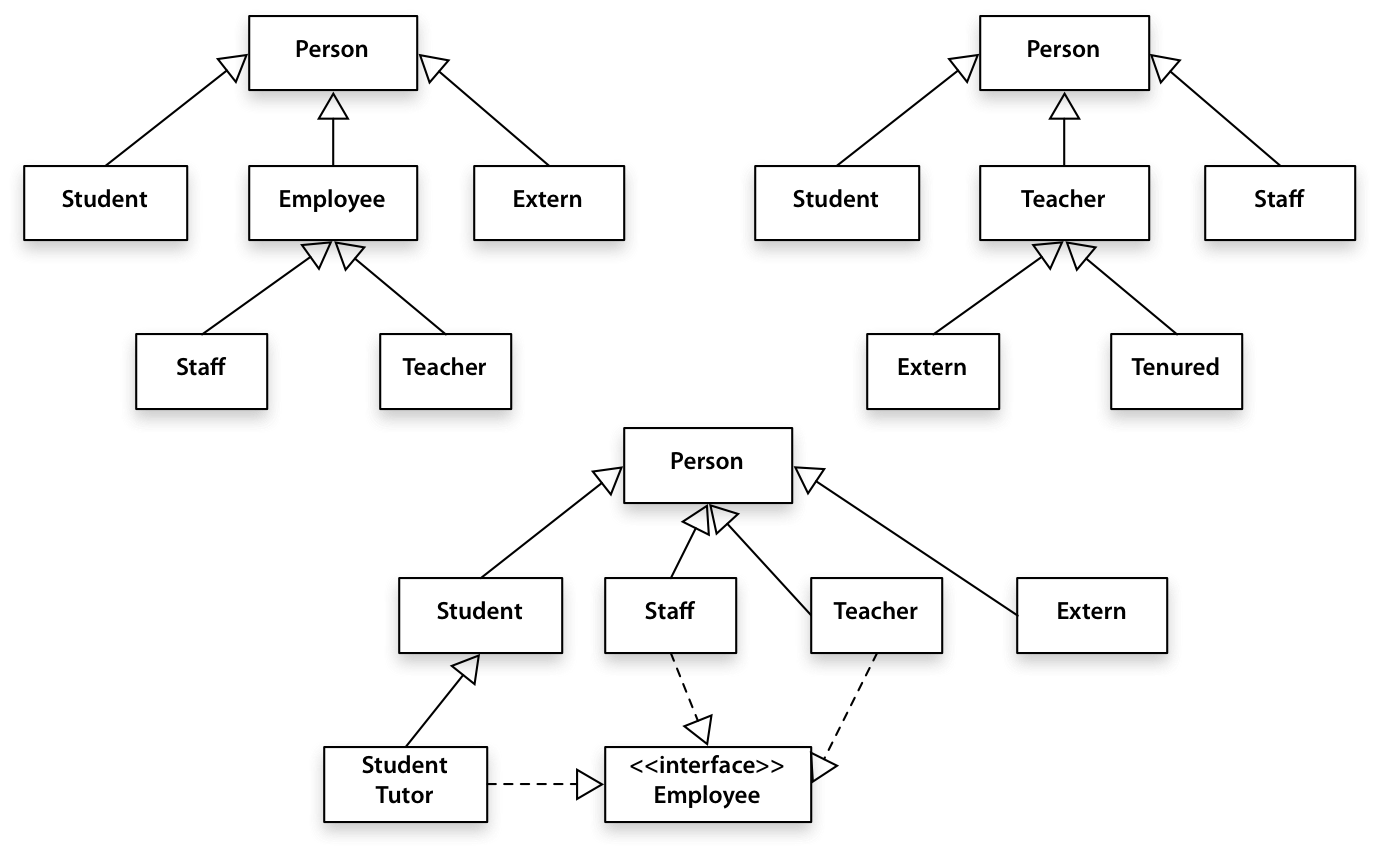 Person
Student
Employee
Extern
Staff
Teacher
Person
Student
Teacher
Staff
Extern
Tenured
Person
Student
Staff
Teacher
Extern
Student
Tutor
<<interface>>
Employee